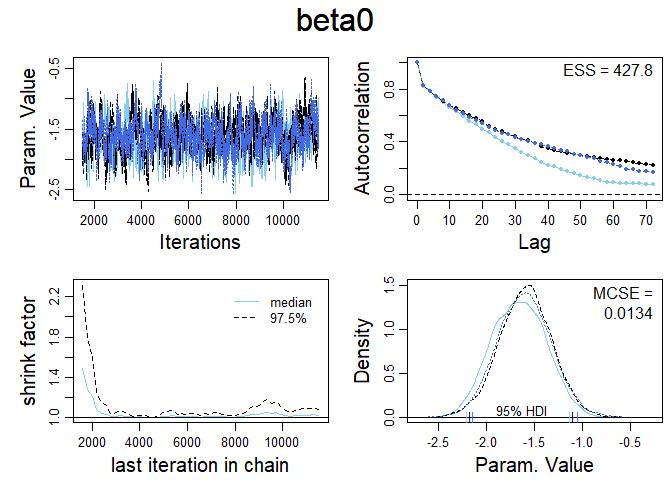 beta0
Param. Value
-0.5
-1.5
-2.5
2000 4000 6000 8000 10000
Iterations
Autocorrelation
0.8
0.4
0.0
ESS = 427.8
0 10 20 30 40 50 60 70
Lag
shrink factor
2.2
1.8
1.4
1.0
median
97.5%
2000 4000 6000 8000 10000
last iteration in chain
Density
1.5
1.0
0.5
0.0
MCSE =
0.0134
95% HDI
-2.5 -2.0 -1.5 -1.0 -0.5
Param. Value